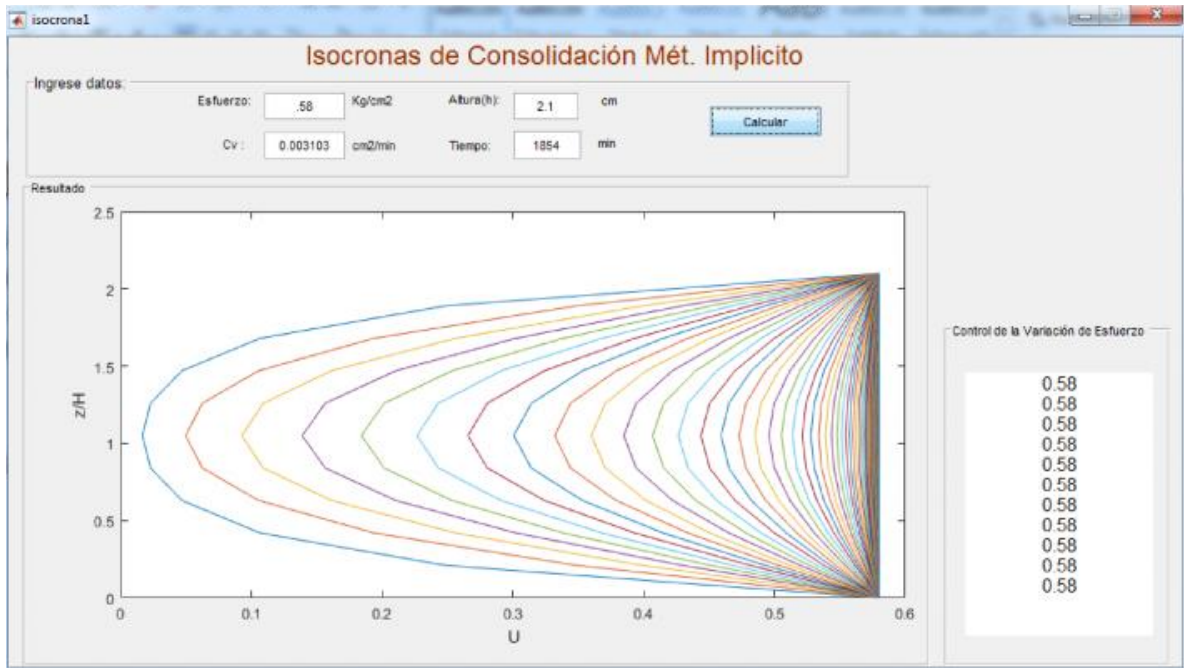 isocrona1
Isocronas de Consolidación Mét. Implicito
Ingrese datos:
Esfuerzo: .58 Kg/cm2 Altura(h): 2.1 cm
Calcular
Cv : 0.003103 cm2/min Tiempo: 1854 min
Resultado
2.5
2
1.5
1
0.5
0
z/H
0 0.1 0.2 0.3 0.4 0.5 0.6
U
Control de la Variación de Esfuerzo
0.58
0.58
0.58
0.58
0.58
0.58
0.58
0.58
0.58
0.58
0.58